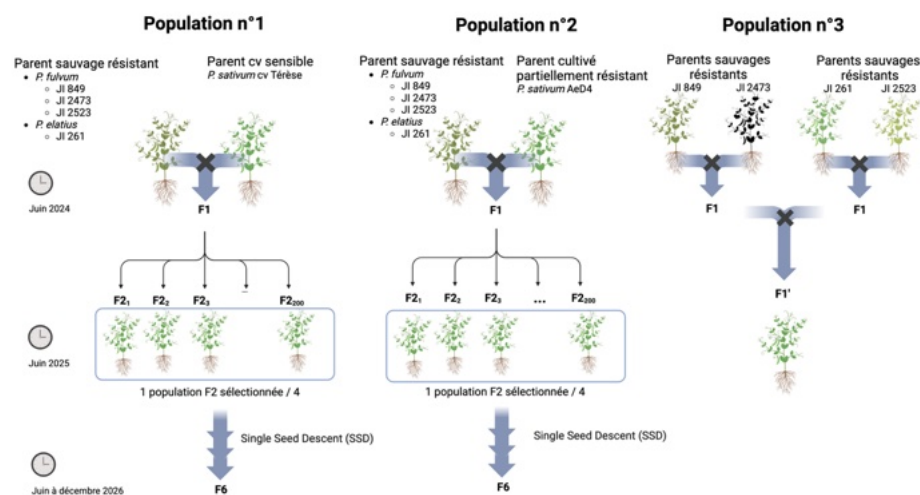 Population n°1
Parent sauvage résistant
P. fulvum
JI 849
JI 2473
JI 2523
P. elatius
JI 261
Parent cv sensible
P. sativum cv Térèse
Juin 2024
F1
F2₁ F2₂ F2₃ ... F2₂₀₀
Juin 2025
1 population F2 sélectionnée / 4
Single Seed Descent (SSD)
Juin à décembre 2026
F6
Population n°2
Parent sauvage résistant
P. fulvum
JI 849
JI 2473
JI 2523
P. elatius
JI 261
Parent cultivé
partiellement résistant
P. sativum AeD4
F1
F2₁ F2₂ F2₃ ... F2₂₀₀
1 population F2 sélectionnée / 4
Single Seed Descent (SSD)
F6
Population n°3
Parents sauvages
résistants
JI 849 JI 2473
Parents sauvages
résistants
JI 261 JI 2523
F1 F1
F1'